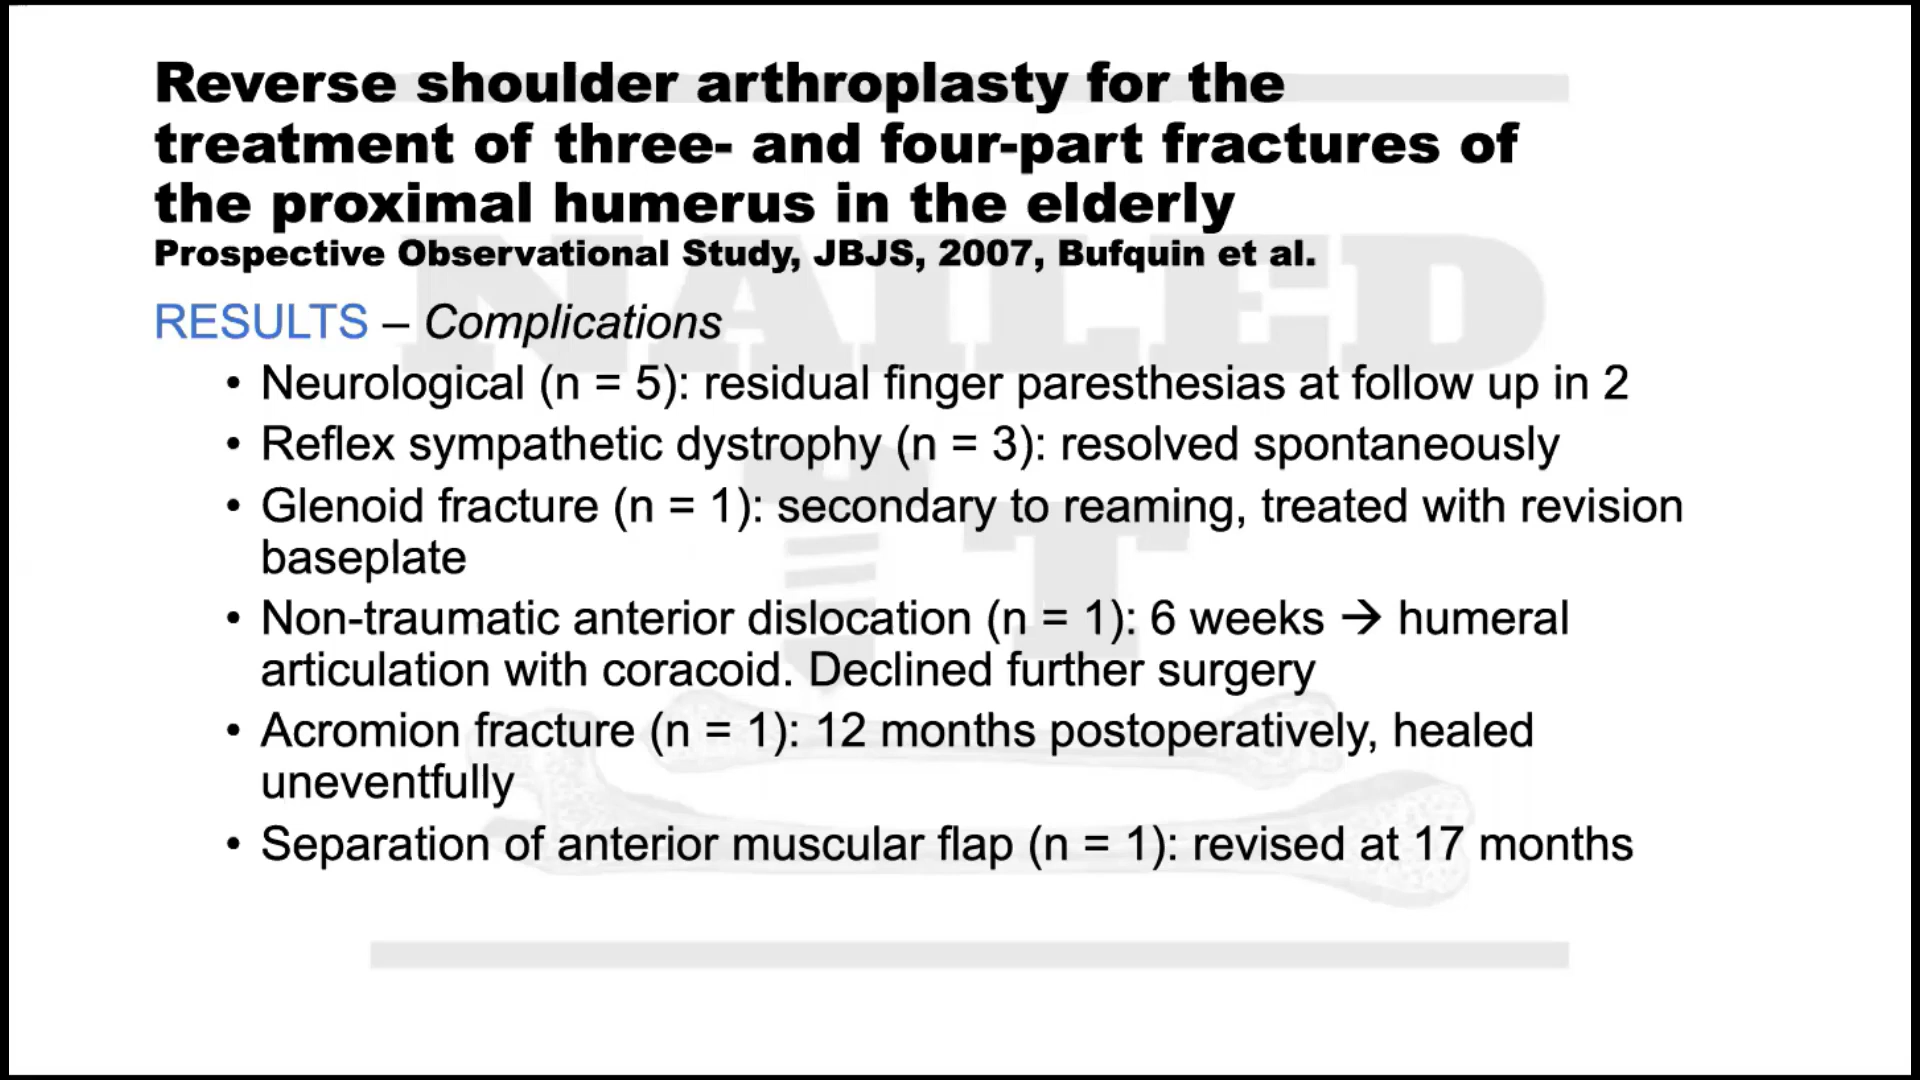 Reverse shoulder arthroplasty for the
treatment of three- and four-part fractures of
the proximal humerus in the elderly
Prospective Observational Study, JBJS, 2007, Bufquin et al.
RESULTS – Complications
• Neurological (n = 5): residual finger paresthesias at follow up in 2
• Reflex sympathetic dystrophy (n = 3): resolved spontaneously
• Glenoid fracture (n = 1): secondary to reaming, treated with revision
baseplate
• Non-traumatic anterior dislocation (n = 1): 6 weeks → humeral
articulation with coracoid. Declined further surgery
• Acromion fracture (n = 1): 12 months postoperatively, healed
uneventfully
• Separation of anterior muscular flap (n = 1): revised at 17 months
NAILED
IT